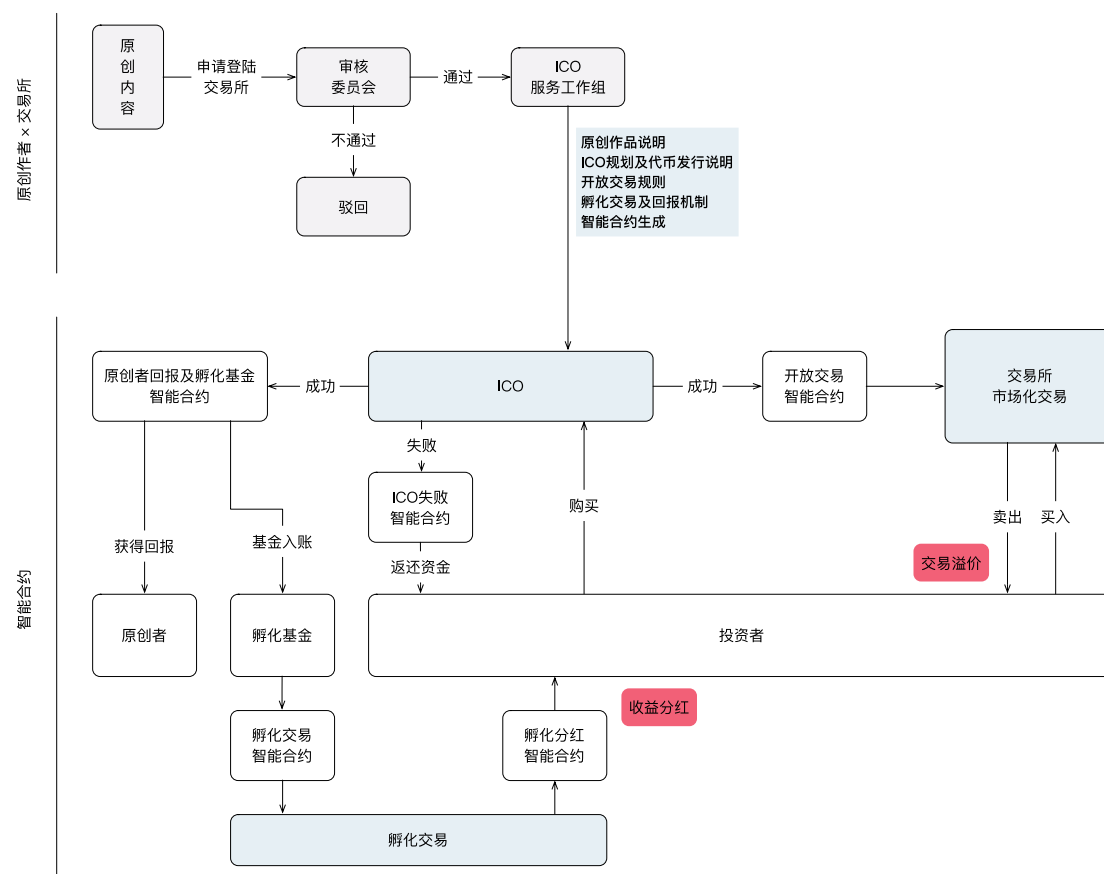 原创作者 × 交易所
原
创
内
容
申请登陆
交易所
审核
委员会
通过
ICO
服务工作组
不通过
驳回
原创作品说明
ICO规划及代币发行说明
开放交易规则
孵化交易及回报机制
智能合约生成
智能合约
原创者回报及孵化基金
智能合约
成功
ICO
成功
开放交易
智能合约
交易所
市场化交易
失败
ICO失败
智能合约
购买
卖出
买入
获得回报
基金入账
返还资金
交易溢价
原创者
孵化基金
投资者
收益分红
孵化交易
智能合约
孵化分红
智能合约
孵化交易